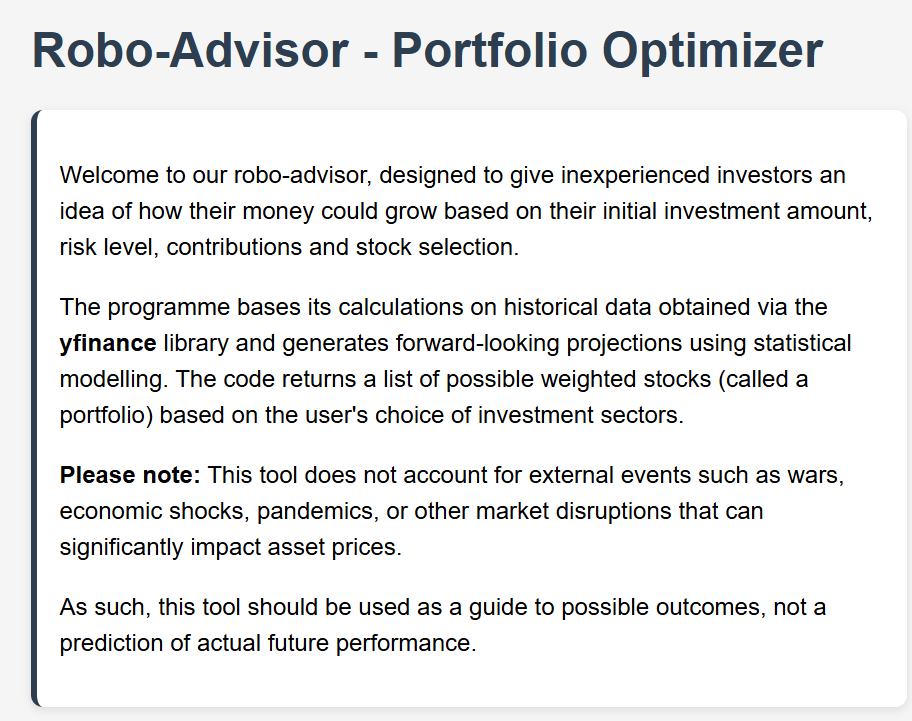 Robo-Advisor - Portfolio Optimizer
Welcome to our robo-advisor, designed to give inexperienced investors an
idea of how their money could grow based on their initial investment amount,
risk level, contributions and stock selection.
The programme bases its calculations on historical data obtained via the
yfinance library and generates forward-looking projections using statistical
modelling. The code returns a list of possible weighted stocks (called a
portfolio) based on the user's choice of investment sectors.
Please note: This tool does not account for external events such as wars,
economic shocks, pandemics, or other market disruptions that can
significantly impact asset prices.
As such, this tool should be used as a guide to possible outcomes, not a
prediction of actual future performance.